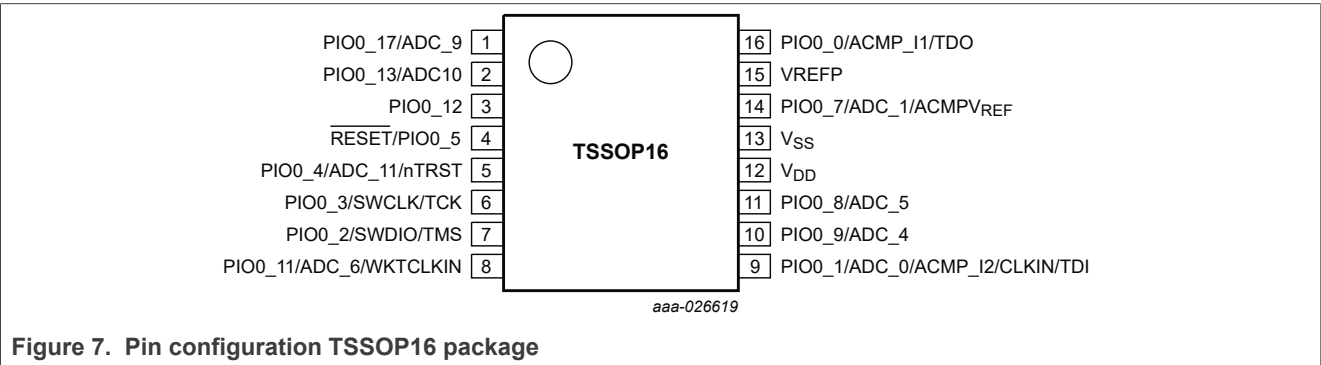 PIO0_17/ADC_9 1
PIO0_13/ADC10 2
PIO0_12 3
RESET/PIO0_5 4
PIO0_4/ADC_11/nTRST 5
PIO0_3/SWCLK/TCK 6
PIO0_2/SWDIO/TMS 7
PIO0_11/ADC_6/WKTCLKIN 8
TSSOP16
16 PIO0_0/ACMP_I1/TDO
15 VREFP
14 PIO0_7/ADC_1/ACMPVREF
13 VSS
12 VDD
11 PIO0_8/ADC_5
10 PIO0_9/ADC_4
9 PIO0_1/ADC_0/ACMP_I2/CLKIN/TDI
aaa-026619
Figure 7. Pin configuration TSSOP16 package